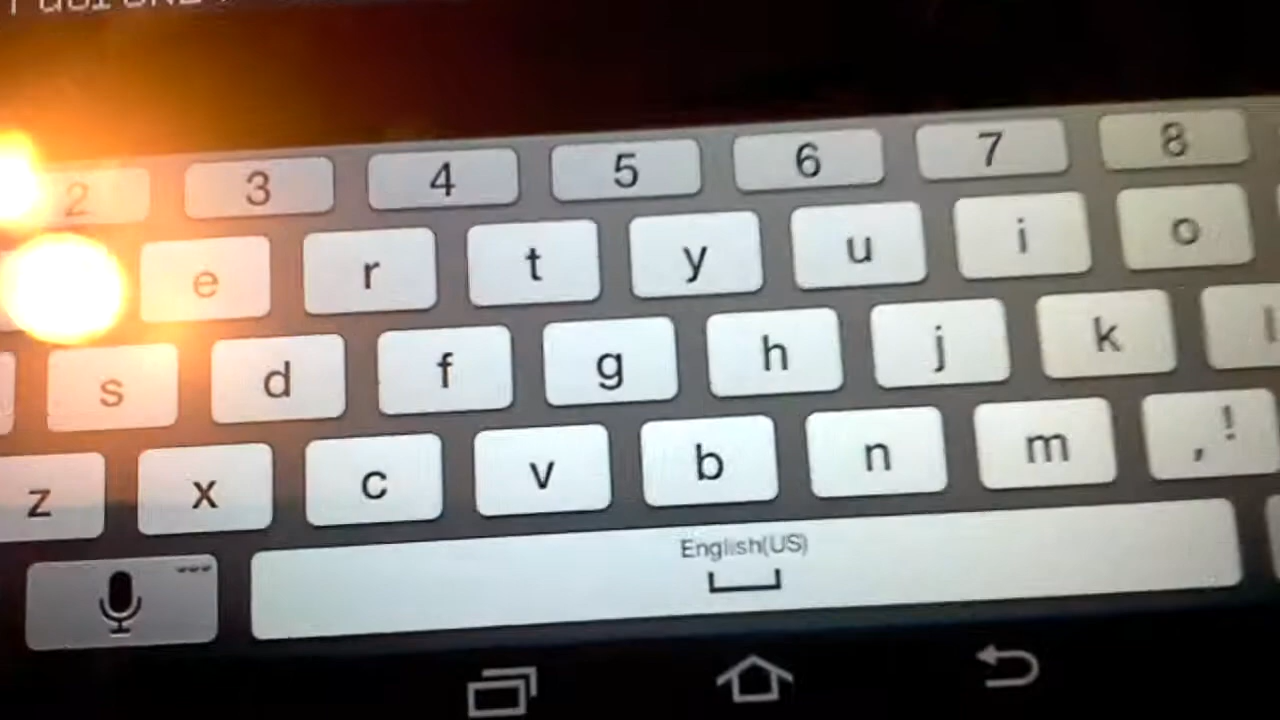 2 3 4 5 6 7 8
e r t y u i o
s d f g h j k l
z x c v b n m , !
English(US)